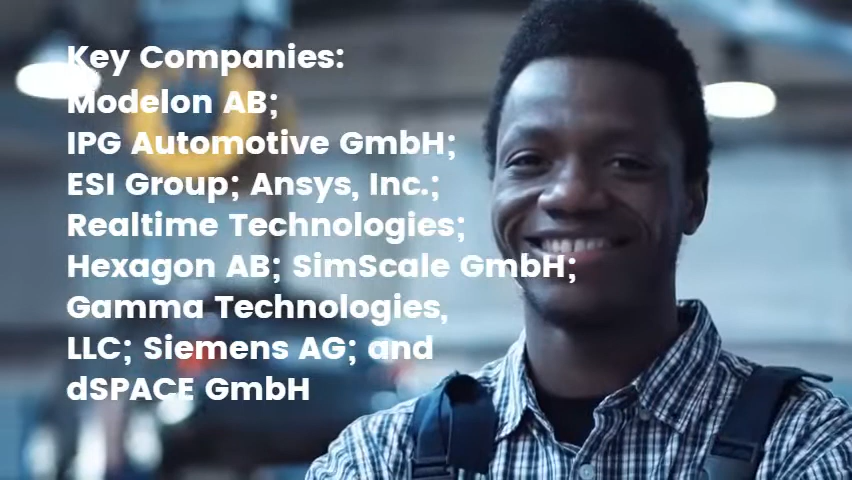 Key Companies:
Modelon AB;
IPG Automotive GmbH;
ESI Group; Ansys, Inc.;
Realtime Technologies;
Hexagon AB; SimScale GmbH;
Gamma Technologies,
LLC; Siemens AG; and
dSPACE GmbH